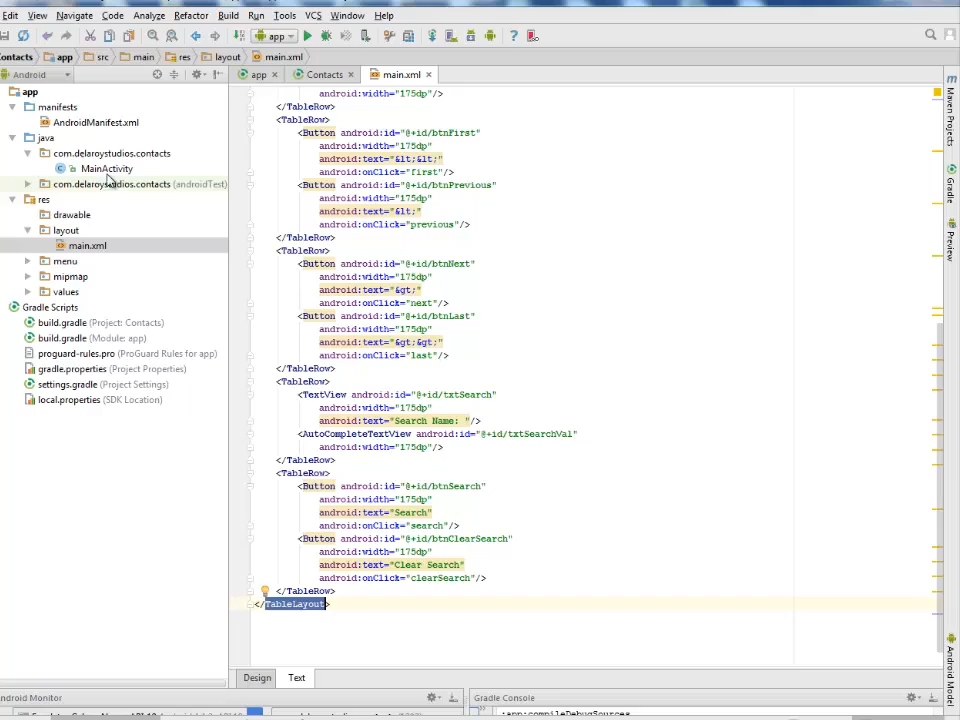 Edit View Navigate Code Analyze Refactor Build Run Tools VCS Window Help
app
ontacts app src main res layout main.xml
Android app Contacts main.xml
app
manifests
AndroidManifest.xml
java
com.delaroystudios.contacts
MainActivity
com.delaroystudios.contacts (androidTest)
res
drawable
layout
main.xml
menu
mipmap
values
Gradle Scripts
build.gradle (Project: Contacts)
build.gradle (Module: app)
proguard-rules.pro (ProGuard Rules for app)
gradle.properties (Project Properties)
settings.gradle (Project Settings)
local.properties (SDK Location)
android:width="175dp"/>
</TableRow>
<TableRow>
<Button android:id="@+id/btnFirst"
android:width="175dp"
android:text="&lt;&lt;"
android:onClick="first"/>
<Button android:id="@+id/btnPrevious"
android:width="175dp"
android:text="&lt;"
android:onClick="previous"/>
</TableRow>
<TableRow>
<Button android:id="@+id/btnNext"
android:width="175dp"
android:text="&gt;"
android:onClick="next"/>
<Button android:id="@+id/btnLast"
android:width="175dp"
android:text="&gt;&gt;"
android:onClick="last"/>
</TableRow>
<TableRow>
<TextView android:id="@+id/txtSearch"
android:width="175dp"
android:text="Search Name: "/>
<AutoCompleteTextView android:id="@+id/txtSearchVal"
android:width="175dp"/>
</TableRow>
<TableRow>
<Button android:id="@+id/btnSearch"
android:width="175dp"
android:text="Search"
android:onClick="search"/>
<Button android:id="@+id/btnClearSearch"
android:width="175dp"
android:text="Clear Search"
android:onClick="clearSearch"/>
</TableRow>
</TableLayout>
Design Text
Maven Projects
Gradle
Preview
Android Model
ndroid Monitor
Gradle Console
:app:compileDebugSources